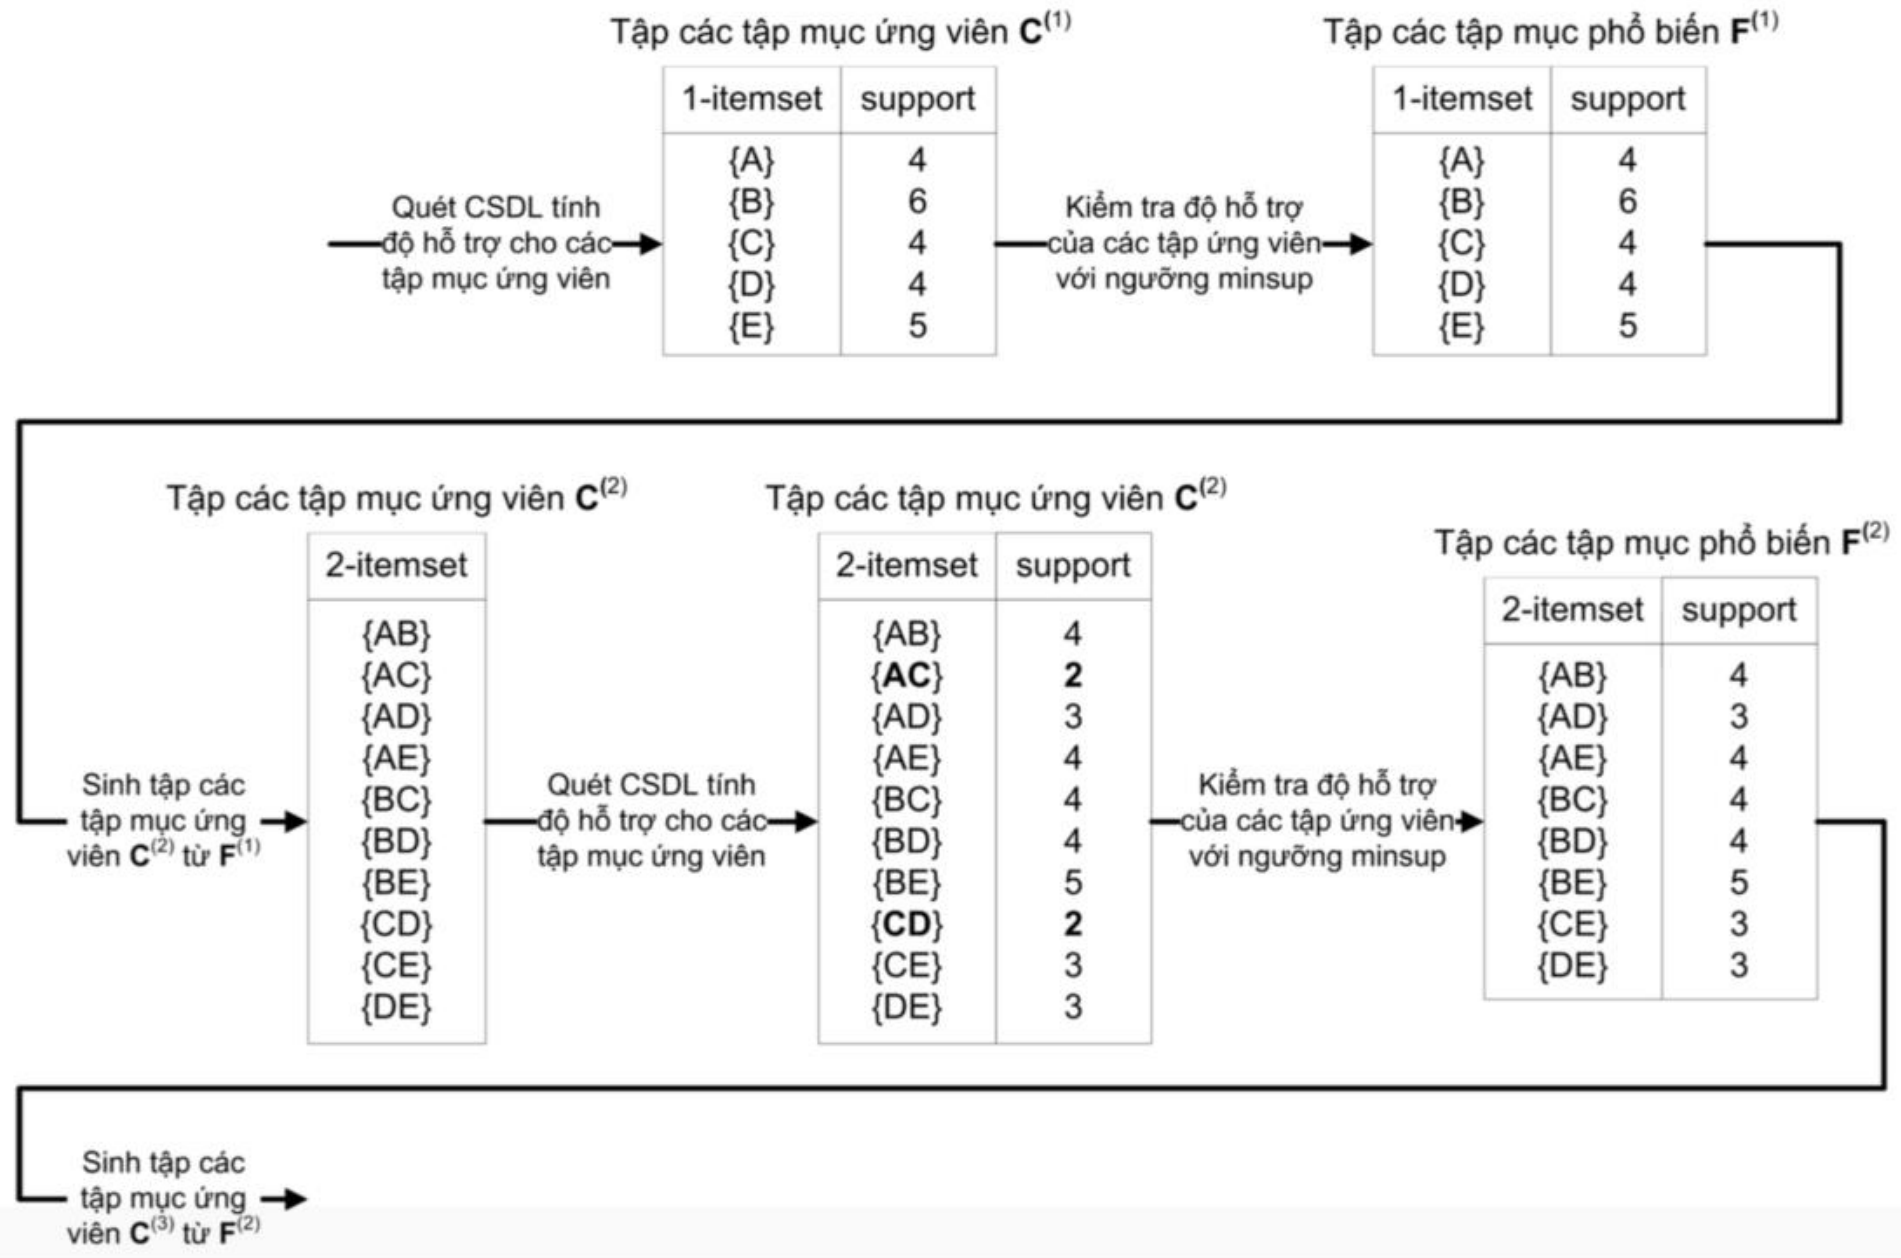 Tập các tập mục ứng viên C(1)
1-itemset support
{A} 4
{B} 6
{C} 4
{D} 4
{E} 5
Quét CSDL tính
độ hỗ trợ cho các
tập mục ứng viên
Kiểm tra độ hỗ trợ
của các tập ứng viên
với ngưỡng minsup
Tập các tập mục phổ biến F(1)
1-itemset support
{A} 4
{B} 6
{C} 4
{D} 4
{E} 5
Sinh tập các
tập mục ứng
viên C(2) từ F(1)
Tập các tập mục ứng viên C(2)
2-itemset
{AB}
{AC}
{AD}
{AE}
{BC}
{BD}
{BE}
{CD}
{CE}
{DE}
Quét CSDL tính
độ hỗ trợ cho các
tập mục ứng viên
Tập các tập mục ứng viên C(2)
2-itemset support
{AB} 4
{AC} 2
{AD} 3
{AE} 4
{BC} 4
{BD} 4
{BE} 5
{CD} 2
{CE} 3
{DE} 3
Kiểm tra độ hỗ trợ
của các tập ứng viên
với ngưỡng minsup
Tập các tập mục phổ biến F(2)
2-itemset support
{AB} 4
{AD} 3
{AE} 4
{BC} 4
{BD} 4
{BE} 5
{CE} 3
{DE} 3
Sinh tập các
tập mục ứng
viên C(3) từ F(2)